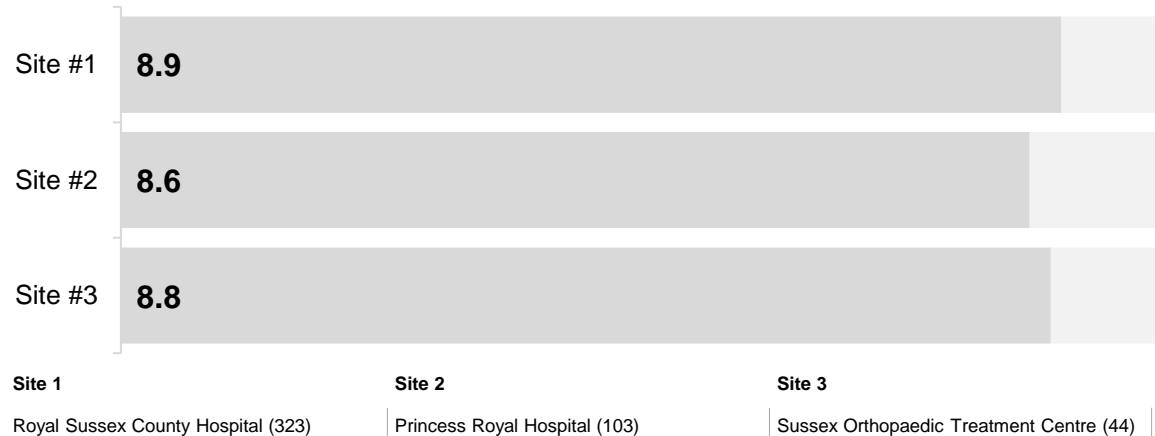 Site #1 8.9
Site #2 8.6
Site #3 8.8
Site 1 Site 2 Site 3
Royal Sussex County Hospital (323) Princess Royal Hospital (103) Sussex Orthopaedic Treatment Centre (44)